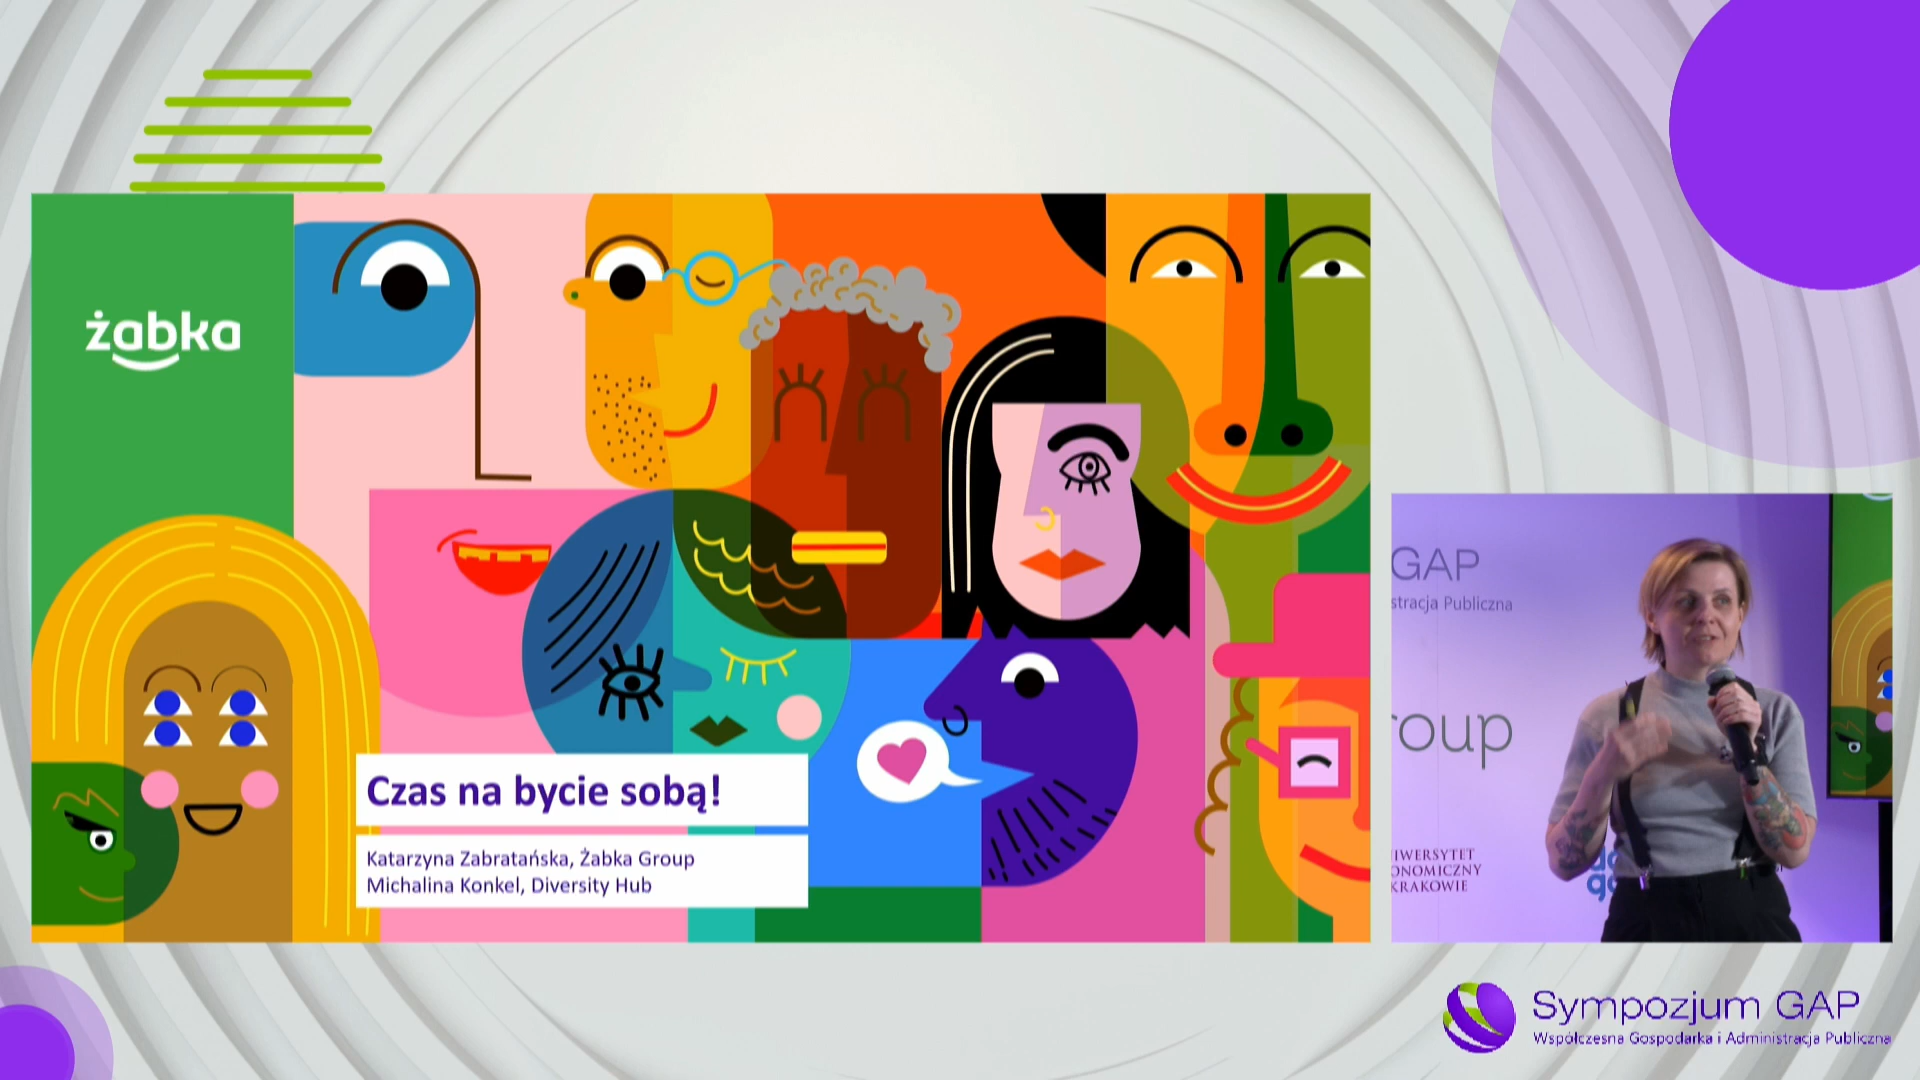 żabka
Czas na bycie sobą!
Katarzyna Zabratańska, Żabka Group
Michalina Konkel, Diversity Hub
GAP
stracja Publiczna
roup
IWERSYTET
ONOMICZNY
KRAKOWIE
Sympozjum GAP
Współczesna Gospodarka i Administracja Publiczna